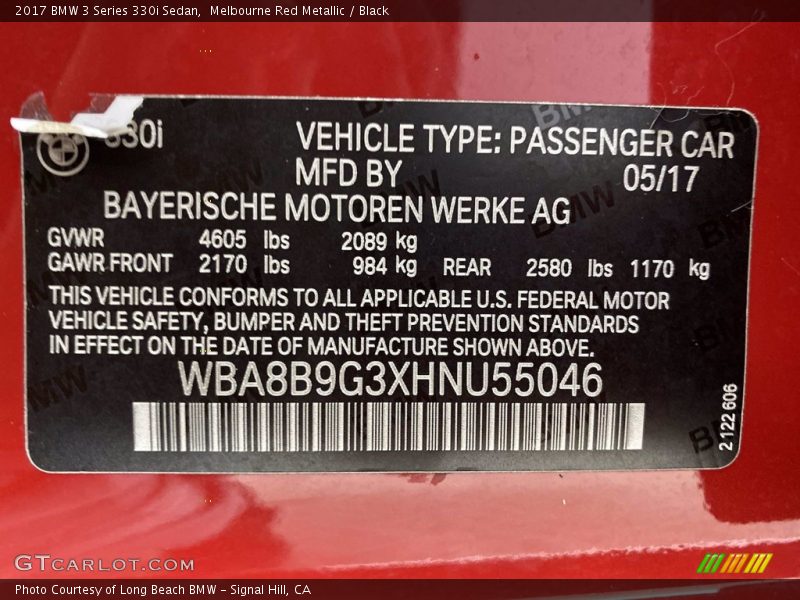 2017 BMW 3 Series 330i Sedan, Melbourne Red Metallic / Black
330i
VEHICLE TYPE: PASSENGER CAR
MFD BY 05/17
BAYERISCHE MOTOREN WERKE AG
GVWR 4605 lbs 2089 kg
GAWR FRONT 2170 lbs 984 kg REAR 2580 lbs 1170 kg
THIS VEHICLE CONFORMS TO ALL APPLICABLE U.S. FEDERAL MOTOR
VEHICLE SAFETY, BUMPER AND THEFT PREVENTION STANDARDS
IN EFFECT ON THE DATE OF MANUFACTURE SHOWN ABOVE.
WBA8B9G3XHNU55046
2 122 606
GTCARLOT.COM
Photo Courtesy of Long Beach BMW - Signal Hill, CA